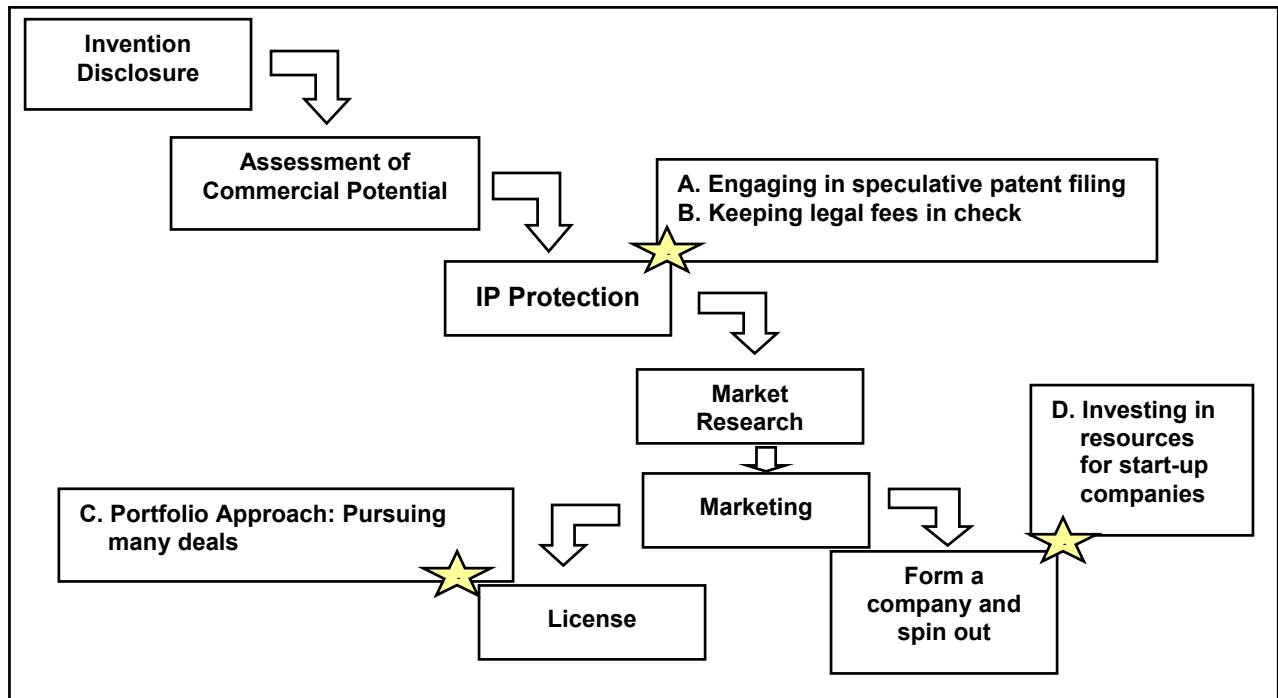 Invention
Disclosure
Assessment of
Commercial Potential
A. Engaging in speculative patent filing
B. Keeping legal fees in check
IP Protection
Market
Research
D. Investing in
resources
for start-up
companies
Marketing
C. Portfolio Approach: Pursuing
many deals
License
Form a
company and
spin out